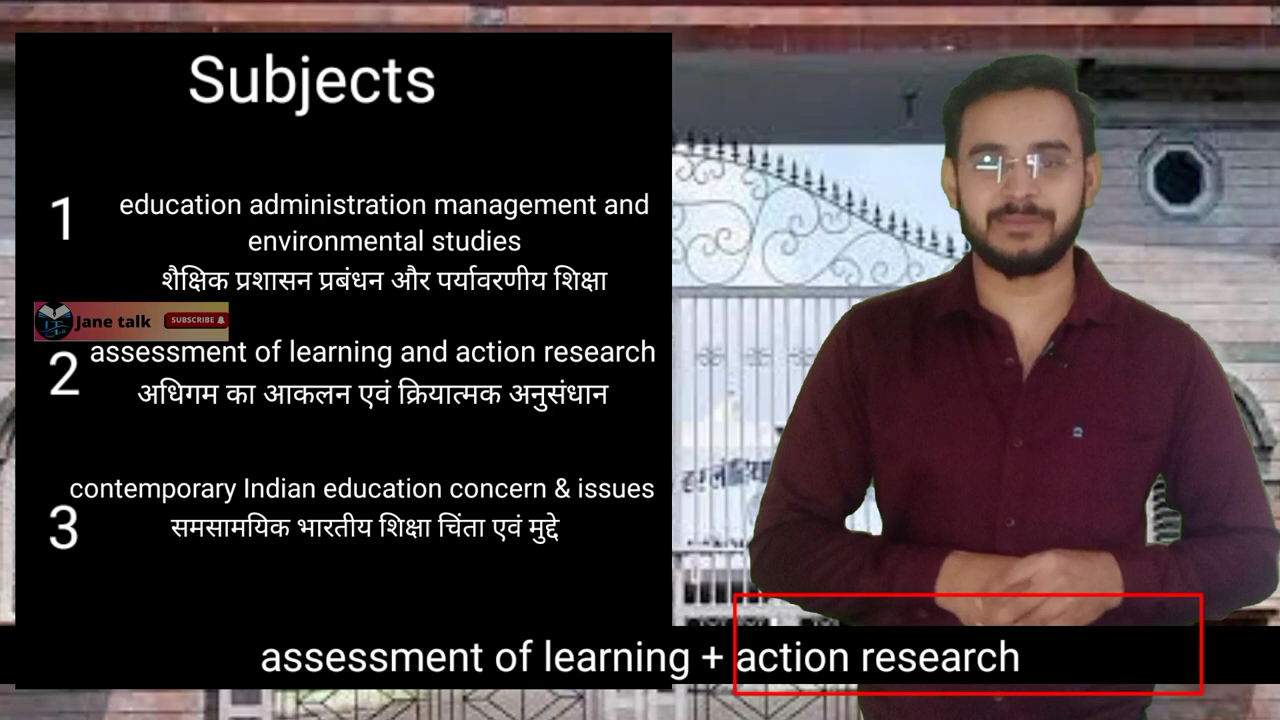 Subjects
1
education administration management and
environmental studies
शैक्षिक प्रशासन प्रबंधन और पर्यावरणीय शिक्षा
Jane talk
SUBSCRIBE
2
assessment of learning and action research
अधिगम का आकलन एवं क्रियात्मक अनुसंधान
3
contemporary Indian education concern & issues
समसामयिक भारतीय शिक्षा चिंता एवं मुद्दे
assessment of learning + action research